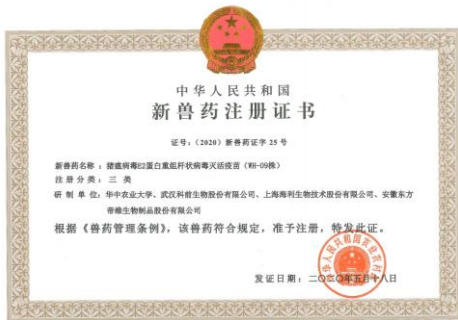 中华人民共和国
新兽药注册证书
证号：（2020）新兽药证字 25 号
新兽药名称：猪瘟病毒E2蛋白重组杆状病毒灭活疫苗（WH-09株）
注册分类：三 类
研 制 单 位：华中农业大学、武汉科前生物股份有限公司、上海海利生物技术股份有限公司、安徽东方
帝维生物制品股份有限公司
根据《兽药管理条例》，该兽药符合规定，准予注册，特发此证。
发证日期：二〇二〇年五月十八日